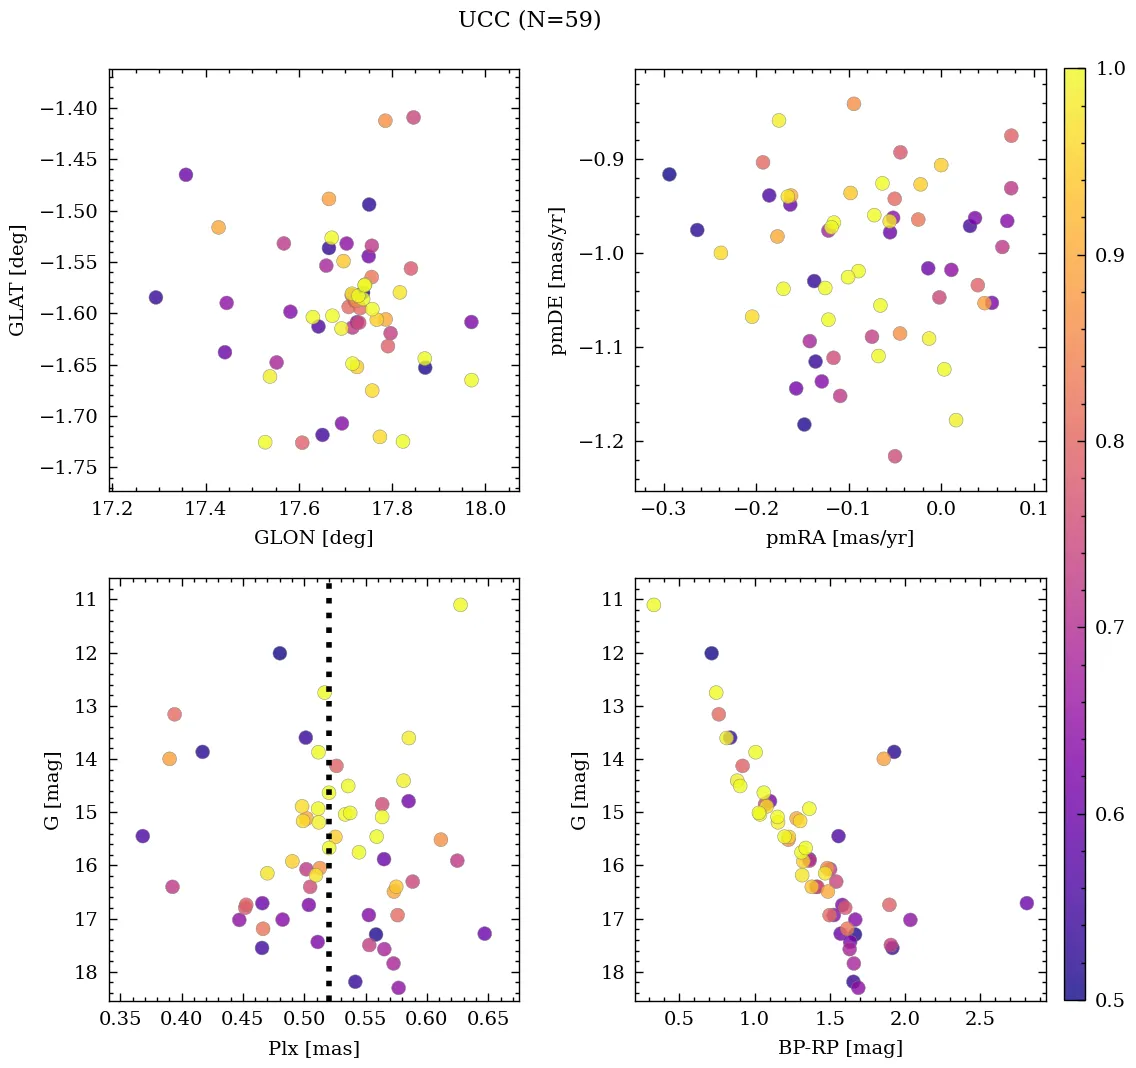 UCC (N=59)
−1.40
−1.45
−1.50
−1.55
−1.60
−1.65
−1.70
−1.75
GLAT [deg]
17.2 17.4 17.6 17.8 18.0
GLON [deg]
−0.9
−1.0
−1.1
−1.2
pmDE [mas/yr]
−0.3 −0.2 −0.1 0.0 0.1
pmRA [mas/yr]
11
12
13
14
15
16
17
18
G [mag]
0.35 0.40 0.45 0.50 0.55 0.60 0.65
Plx [mas]
11
12
13
14
15
16
17
18
G [mag]
0.5 1.0 1.5 2.0 2.5
BP-RP [mag]
1.0
0.9
0.8
0.7
0.6
0.5